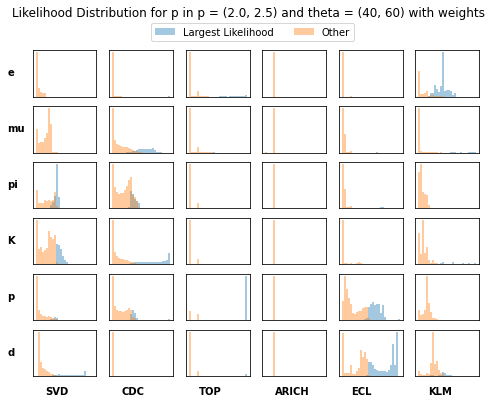 Likelihood Distribution for p in p = (2.0, 2.5) and theta = (40, 60) with weights
Largest Likelihood Other
e
mu
pi
K
p
d
SVD CDC TOP ARICH ECL KLM